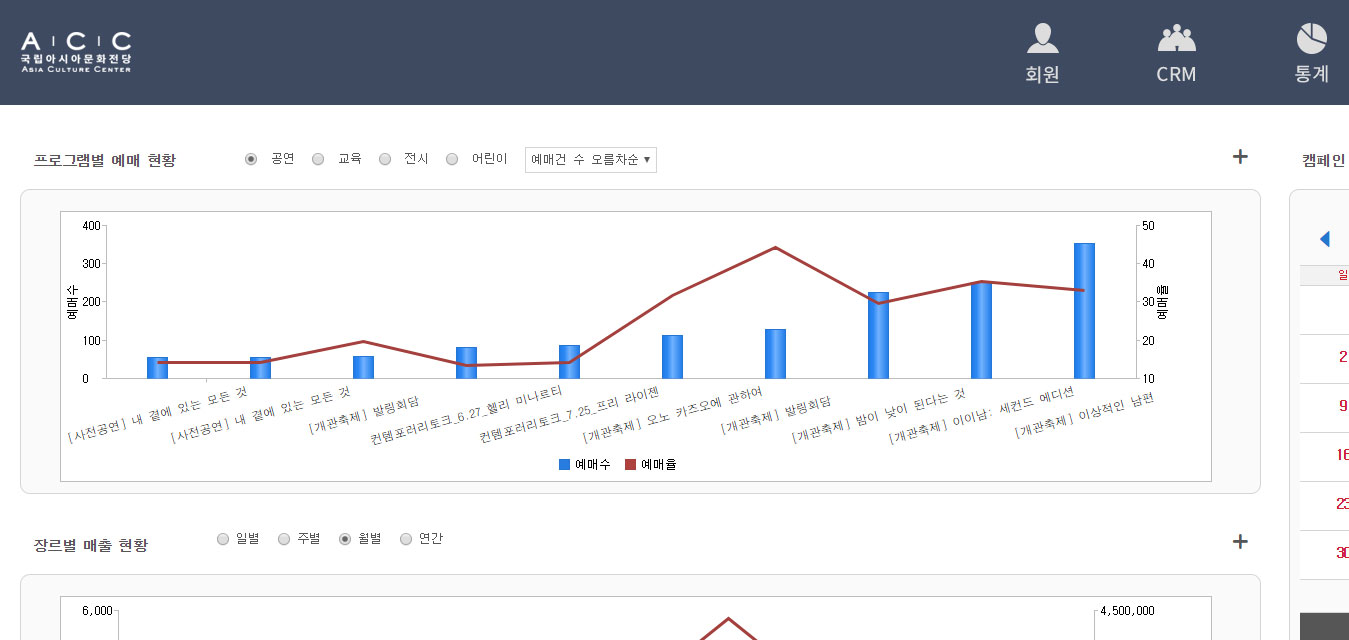 A C C
국립아시아문화전당
ASIA CULTURE CENTER
회원
CRM
통계
프로그램별 예매 현황
공연
교육
전시
어린이
예매건 수 오름차순
캠페인
400
300
200
100
0
예매수
50
40
30
20
10
예매율
[사전공연] 내 곁에 있는 모든 것
[사전공연] 내 곁에 있는 모든 것
[개관축제] 발링회담
컨템포러리토크_6.27_헬리 미나르티
컨템포러리토크_7.25_프리 라이젠
[개관축제] 오노 카즈오에 관하여
[개관축제] 발링회담
[개관축제] 밤이 낮이 된다는 것
[개관축제] 아이남: 세컨드 에디션
[개관축제] 이상적인 남편
예매수
예매율
일
2
9
16
23
30
장르별 매출 현황
일별
주별
월별
연간
6,000
4,500,000